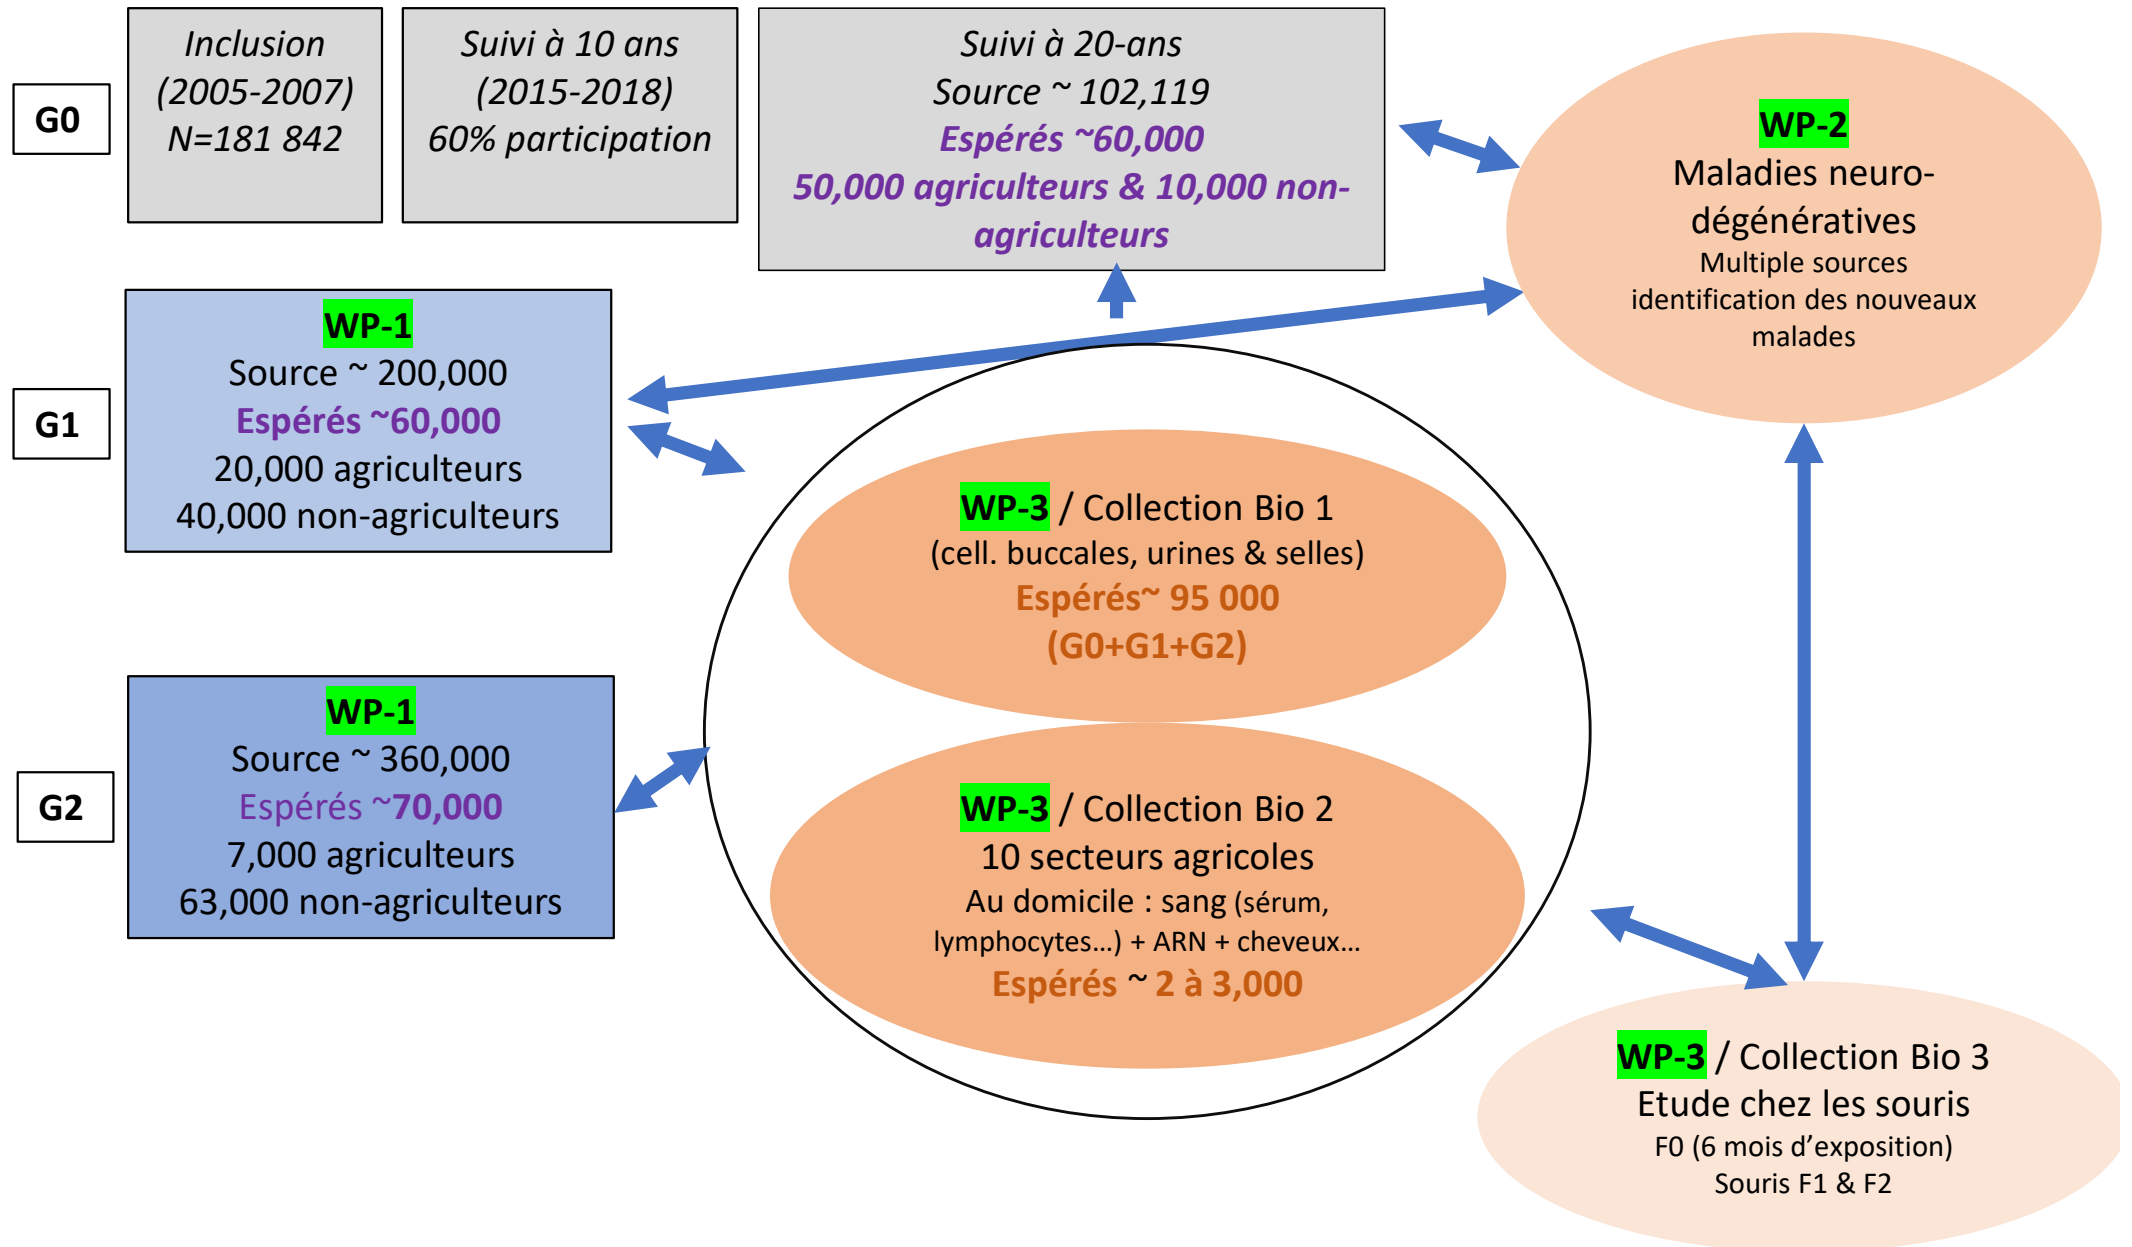 G0
Inclusion
(2005-2007)
N=181 842
Suivi à 10 ans
(2015-2018)
60% participation
Suivi à 20-ans
Source ~ 102,119
Espérés ~60,000
50,000 agriculteurs & 10,000 non-
agriculteurs
WP-2
Maladies neuro-
dégénératives
Multiple sources
identification des nouveaux
malades
G1
WP-1
Source ~ 200,000
Espérés ~60,000
20,000 agriculteurs
40,000 non-agriculteurs
WP-3 / Collection Bio 1
(cell. buccales, urines & selles)
Espérés~ 95 000
(G0+G1+G2)
G2
WP-1
Source ~ 360,000
Espérés ~70,000
7,000 agriculteurs
63,000 non-agriculteurs
WP-3 / Collection Bio 2
10 secteurs agricoles
Au domicile : sang (sérum,
lymphocytes…) + ARN + cheveux…
Espérés ~ 2 à 3,000
WP-3 / Collection Bio 3
Etude chez les souris
F0 (6 mois d’exposition)
Souris F1 & F2